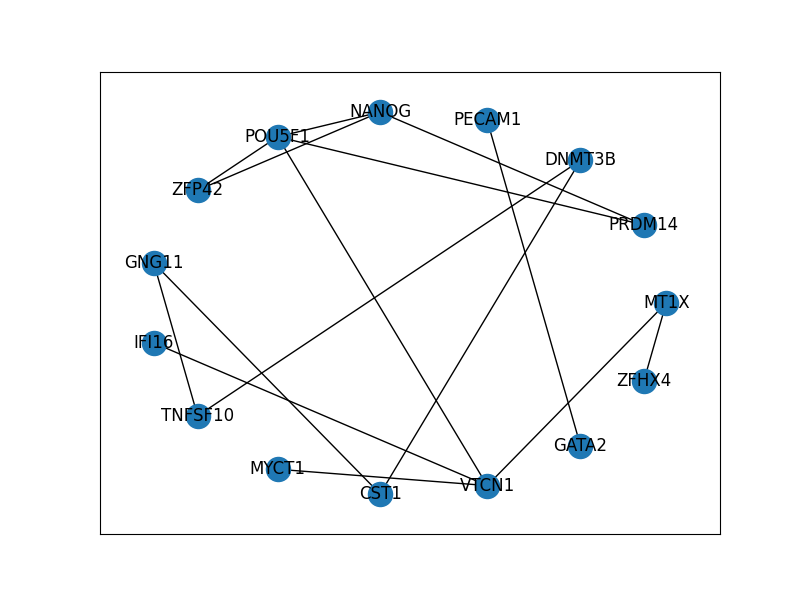 NANOG
PECAM1
POU5F1
DNMT3B
ZFP42
PRDM14
GNG11
MT1X
IFI16
ZFHX4
TNFSF10
GATA2
MYCT1
CST1
VTCN1